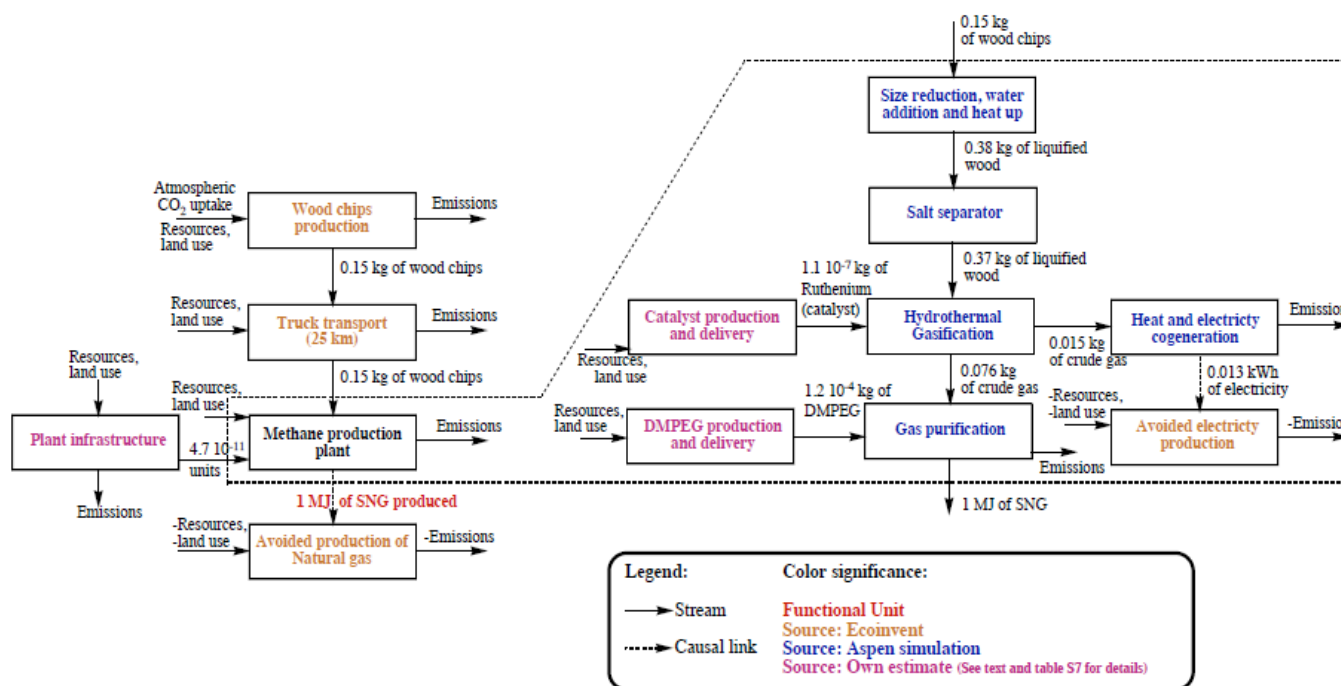 0.15 kg
of wood chips
Size reduction, water
addition and heat up
0.38 kg of liquified
wood
Salt separator
0.37 kg of liquified
wood
1.1 10-7 kg of
Ruthenium
(catalyst)
Catalyst production
and delivery
Resources,
land use
Hydrothermal
Gasification
0.015 kg
of crude gas
Heat and electricty
cogeneration
Emission
0.076 kg
of crude gas
0.013 kWh
of electricity
1.2 10-4 kg of
DMPEG
Resources,
land use
DMPEG production
and delivery
Gas purification
Emissions
-Resources,
-land use
Avoided electricity
production
-Emission
1 MJ of SNG
Atmospheric
CO2 uptake
Resources,
land use
Wood chips
production
Emissions
0.15 kg of wood chips
Resources,
land use
Truck transport
(25 km)
Emissions
0.15 kg of wood chips
Resources,
land use
Plant infrastructure
Emissions
4.7 10-11
units
Resources,
land use
Methane production
plant
Emissions
1 MJ of SNG produced
-Resources,
-land use
Avoided production of
Natural gas
-Emissions
Legend:
Stream
Causal link
Color significance:
Functional Unit
Source: Ecoinvent
Source: Aspen simulation
Source: Own estimate (See text and table S7 for details)